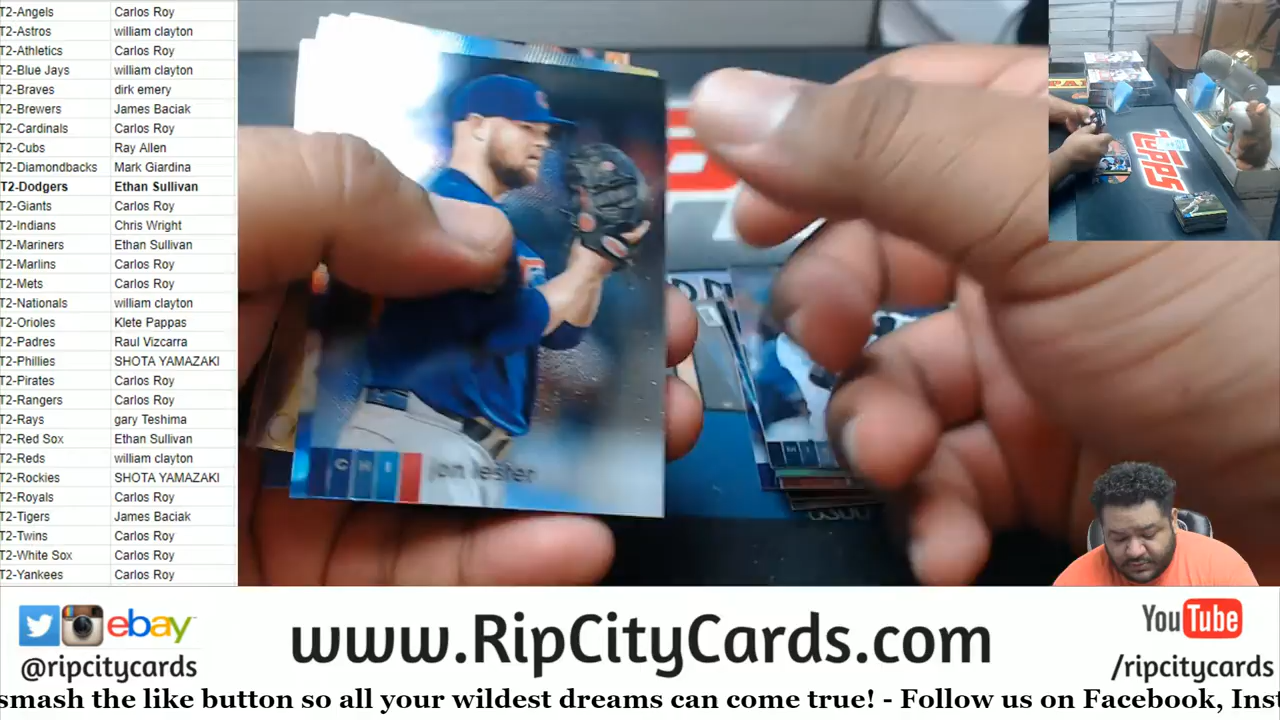 T2-Angels Carlos Roy
T2-Astros william clayton
T2-Athletics Carlos Roy
T2-Blue Jays william clayton
T2-Braves dirk emery
T2-Brewers James Baciak
T2-Cardinals Carlos Roy
T2-Cubs Ray Allen
T2-Diamondbacks Mark Giardina
T2-Dodgers Ethan Sullivan
T2-Giants Carlos Roy
T2-Indians Chris Wright
T2-Mariners Ethan Sullivan
T2-Marlins Carlos Roy
T2-Mets Carlos Roy
T2-Nationals william clayton
T2-Orioles Klete Pappas
T2-Padres Raul Vizcarra
T2-Phillies SHOTA YAMAZAKI
T2-Pirates Carlos Roy
T2-Rangers Carlos Roy
T2-Rays gary Teshima
T2-Red Sox Ethan Sullivan
T2-Reds william clayton
T2-Rockies SHOTA YAMAZAKI
T2-Royals Carlos Roy
T2-Tigers James Baciak
T2-Twins Carlos Roy
T2-White Sox Carlos Roy
T2-Yankees Carlos Roy
CHI jon lester
topps
ebay
@ripcitycards
www.RipCityCards.com
YouTube
/ripcitycards
smash the like button so all your wildest dreams can come true! - Follow us on Facebook, Inst